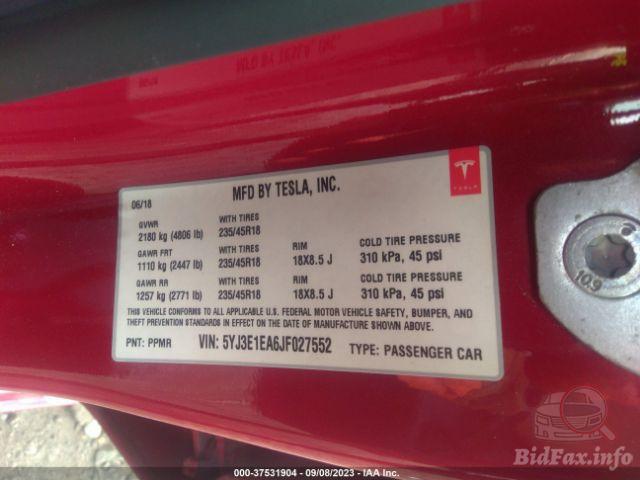 MFD BY TESLA, INC.
06/18
TESLA
GVWR WITH TIRES
2180 kg (4806 lb) 235/45R18
GAWR FRT WITH TIRES RIM COLD TIRE PRESSURE
1110 kg (2447 lb) 235/45R18 18X8.5 J 310 kPa, 45 psi
GAWR RR WITH TIRES RIM COLD TIRE PRESSURE
1257 kg (2771 lb) 235/45R18 18X8.5 J 310 kPa, 45 psi
THIS VEHICLE CONFORMS TO ALL APPLICABLE U.S. FEDERAL MOTOR VEHICLE SAFETY, BUMPER, AND
THEFT PREVENTION STANDARDS IN EFFECT ON THE DATE OF MANUFACTURE SHOWN ABOVE.
PNT: PPMR VIN: 5YJ3E1EA6JF027552 TYPE: PASSENGER CAR
10.9
BidFax.info
000-37531904 - 09/08/2023 - IAA Inc.